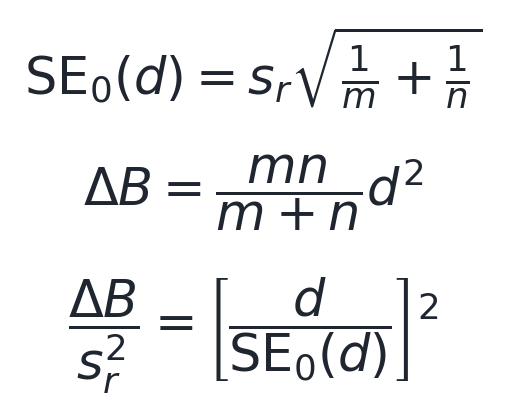 SE₀(d) = s_r √(1/m + 1/n)
ΔB = mn/(m + n) d²
ΔB/s_r² = [d/SE₀(d)]²